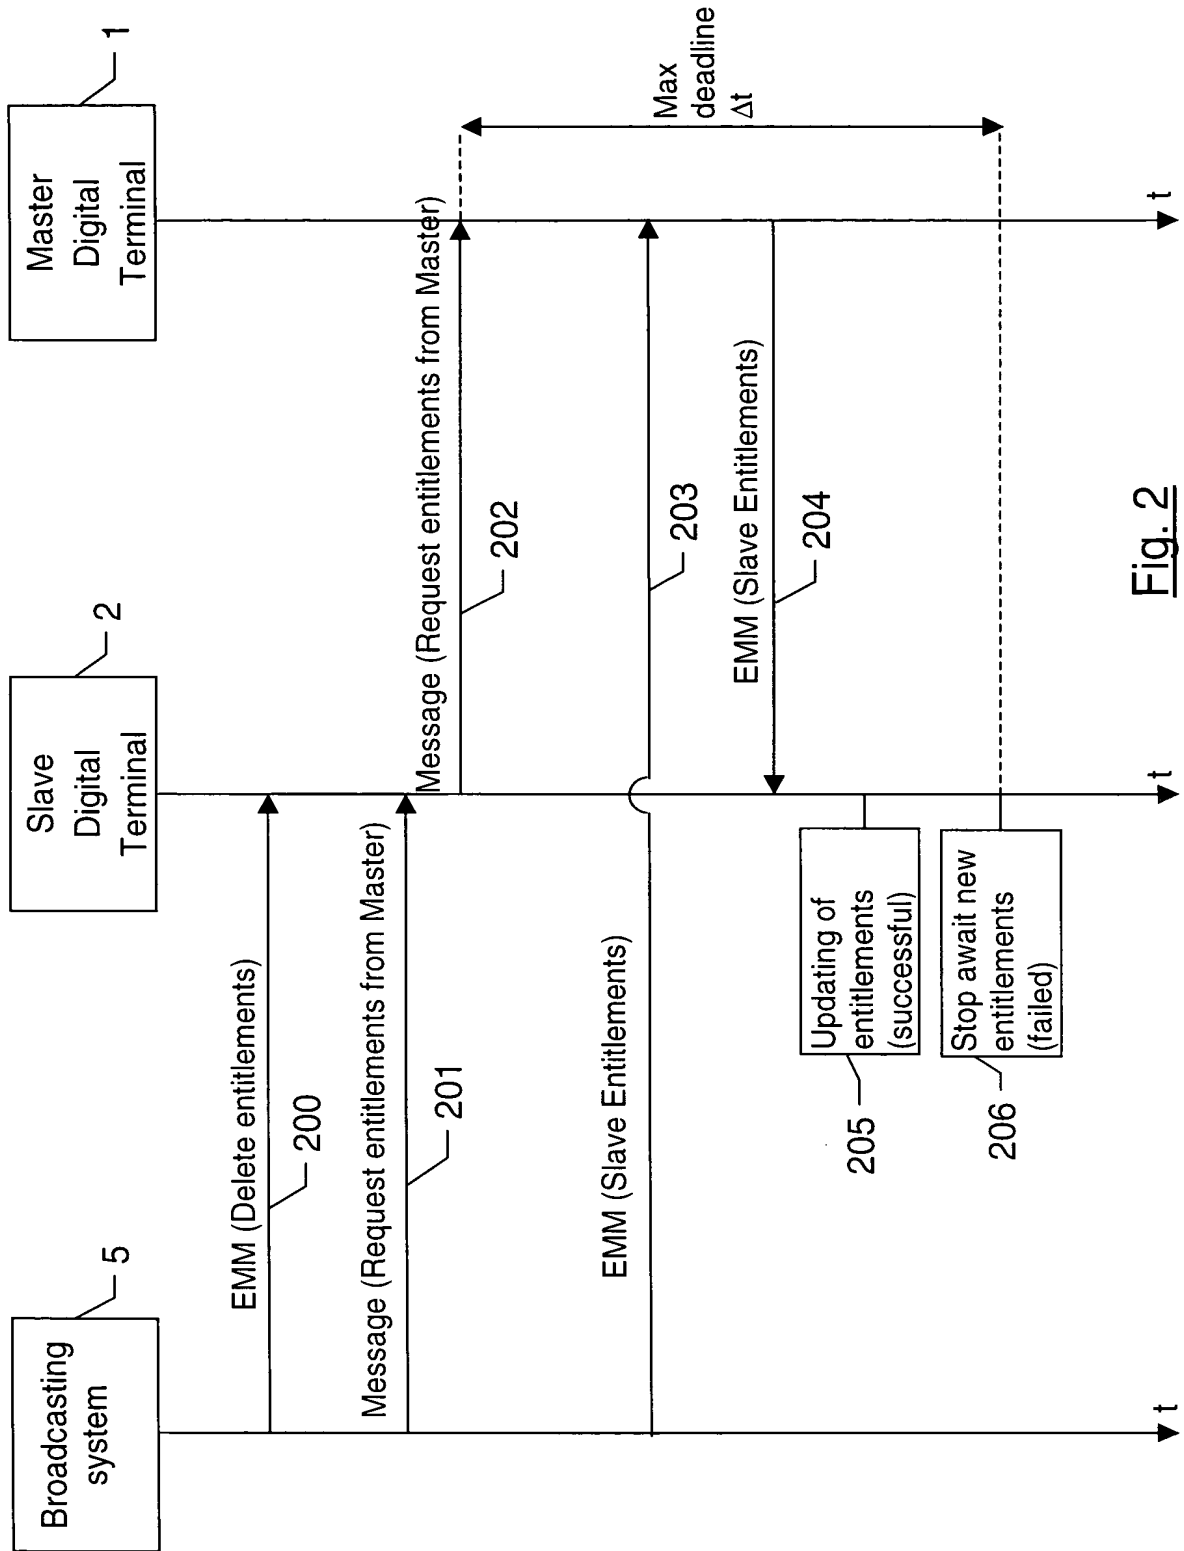 Broadcasting
system
5
Slave
Digital
Terminal
2
Master
Digital
Terminal
1
EMM (Delete entitlements)
200
Message (Request entitlements from Master)
201
Message (Request entitlements from Master)
202
EMM (Slave Entitlements)
203
EMM (Slave Entitlements)
204
Max
deadline
Δt
Updating of
entitlements
(successful)
205
Stop await new
entitlements
(failed)
206
t
t
t
Fig. 2